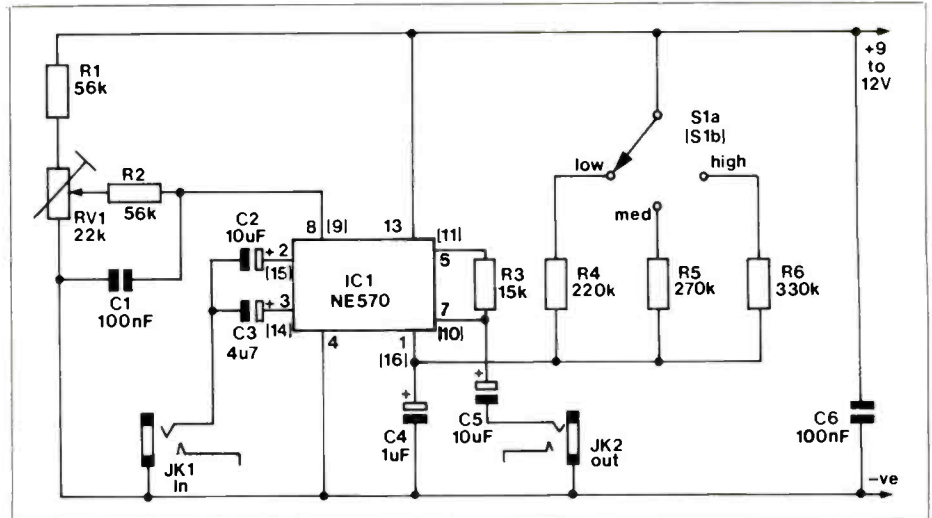 R1
56k
RV1
22k
R2
56k
C1
100nF
C2
10uF
C3
4u7
JK1
In
8 [9]
13
+ 2
[15]
+ 3
[14]
IC1
NE570
4
1
[16]
[11]
5
7
[10]
R3
15k
+
C4
1uF
+
C5
10uF
JK2
out
S1a
[S1b]
low
med
high
R4
220k
R5
270k
R6
330k
+9
to
12V
C6
100nF
-ve